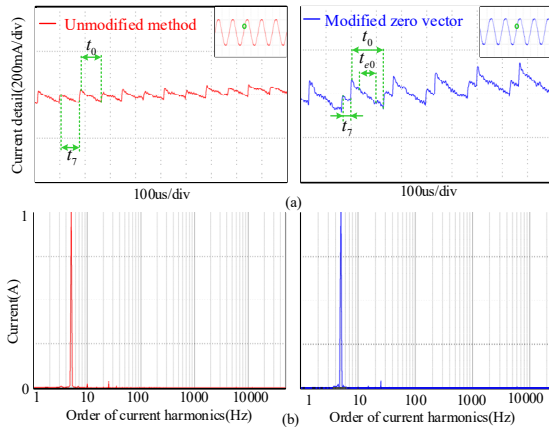 (a)
Unmodified method
Modified zero vector
Current detail(200mA/div)
t0
t7
t0
te0
t7
100us/div
100us/div
(a)
Current(A)
1
0
1 10 100 1000 10000
1 10 100 1000 10000
Order of current harmonics(Hz)
(b)
Order of current harmonics(Hz)